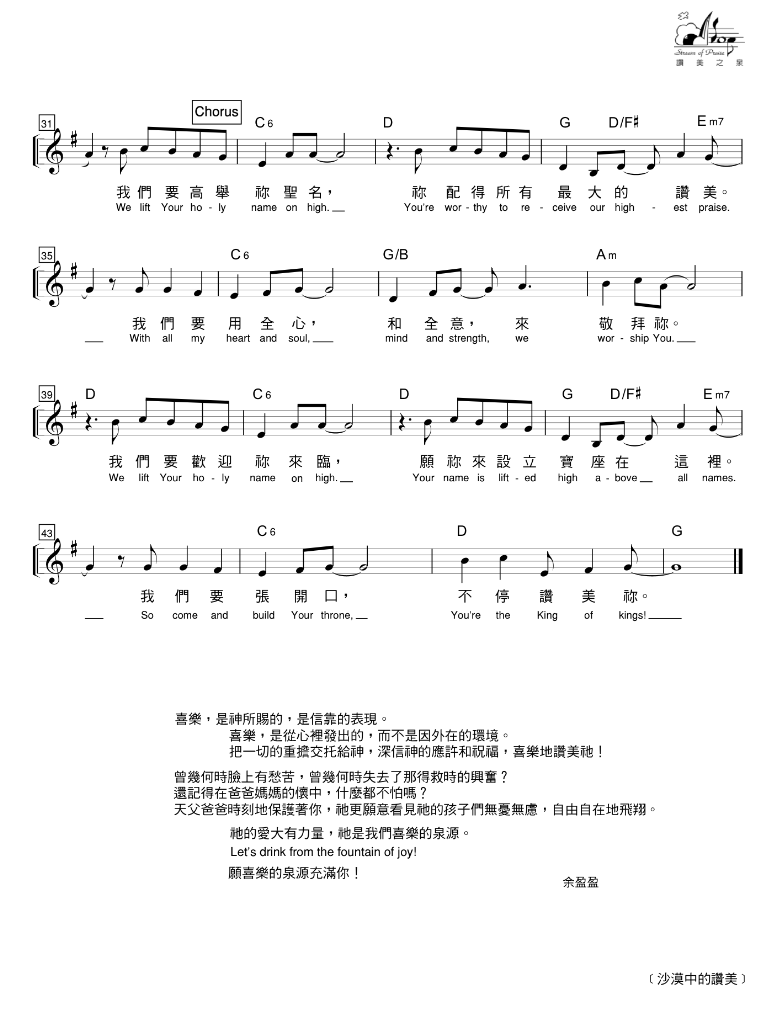 Stream of Praise
讚美之泉
31 Chorus C6 D G D/F♯ Em7
我們要高舉祢聖名， 祢配得所有最大的 讚美。
We lift Your ho - ly name on high. __ You're wor - thy to re - ceive our high - est praise.
35 C6 G/B Am
__ 我們要用全心， 和全意，來 敬拜祢。
__ With all my heart and soul, __ mind and strength, we wor - ship You. __
39 D C6 D G D/F♯ Em7
我們要歡迎祢來臨， 願祢來設立寶座在 這裡。
We lift Your ho - ly name on high. __ Your name is lift - ed high a - bove __ all names.
43 C6 D G
我們要張開口， 不停讚美祢。
__ So come and build Your throne, __ You're the King of kings! __
喜樂，是神所賜的，是信靠的表現。
喜樂，是從心裡發出的，而不是因外在的環境。
把一切的重擔交托給神，深信神的應許和祝福，喜樂地讚美祂！
曾幾何時臉上有愁苦，曾幾何時失去了那得救時的興奮？
還記得在爸爸媽媽的懷中，什麼都不怕嗎？
天父爸爸時刻地保護著你，祂更願意看見祂的孩子們無憂無慮，自由自在地飛翔。
祂的愛大有力量，祂是我們喜樂的泉源。
Let's drink from the fountain of joy!
願喜樂的泉源充滿你！
余盈盈
﹝沙漠中的讚美﹞